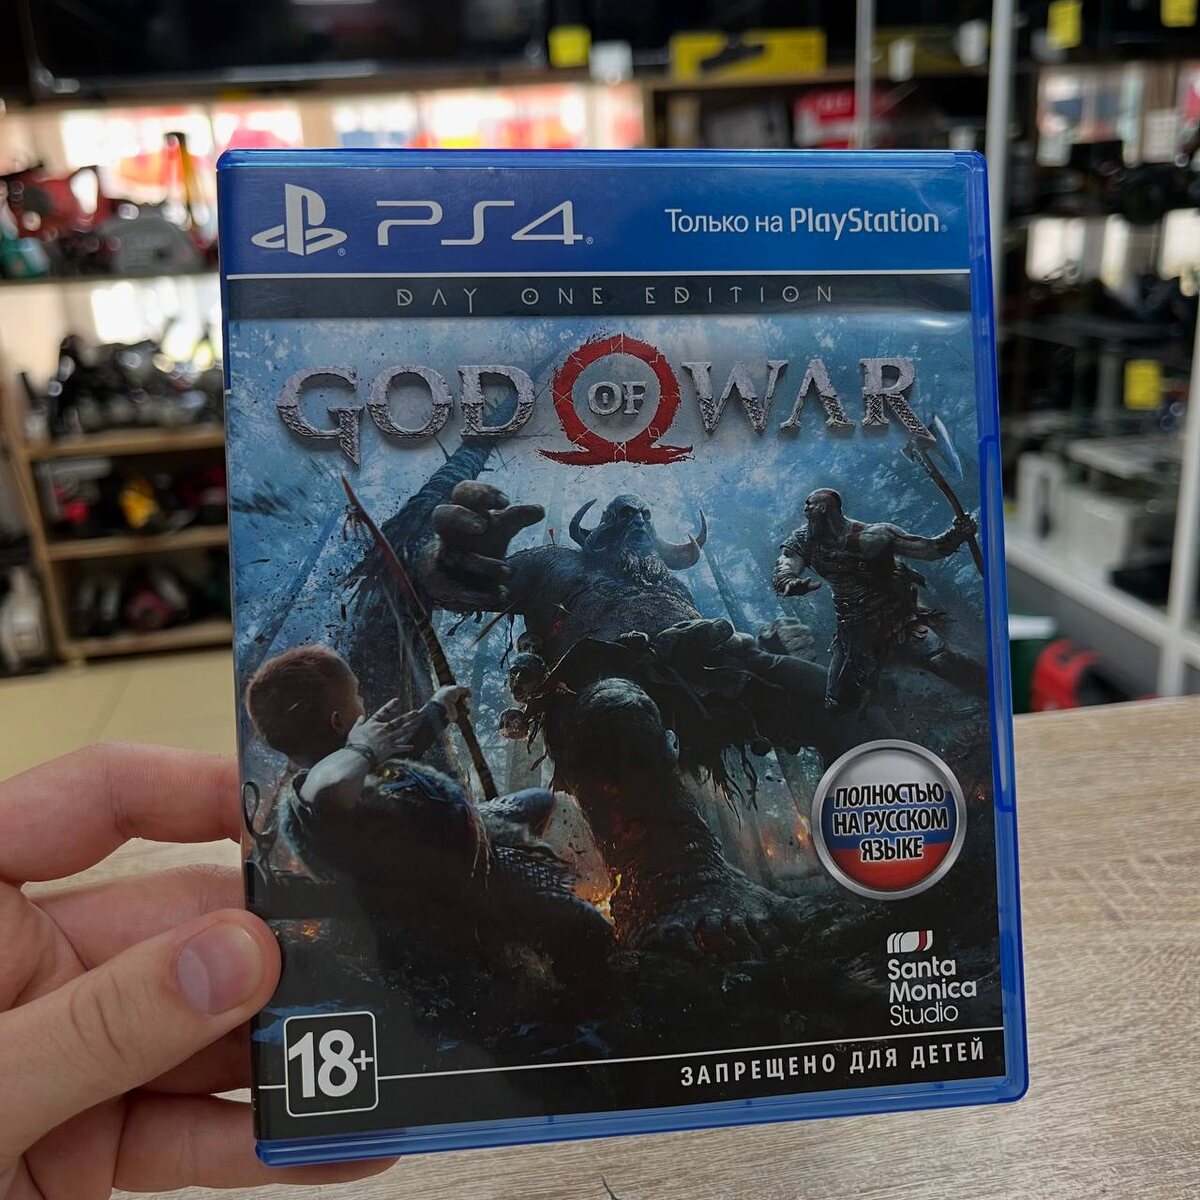 PS4
Только на PlayStation
DAY ONE EDITION
GOD OF WAR
ПОЛНОСТЬЮ
НА РУССКОМ
ЯЗЫКЕ
Santa
Monica
Studio
18+
ЗАПРЕЩЕНО ДЛЯ ДЕТЕЙ